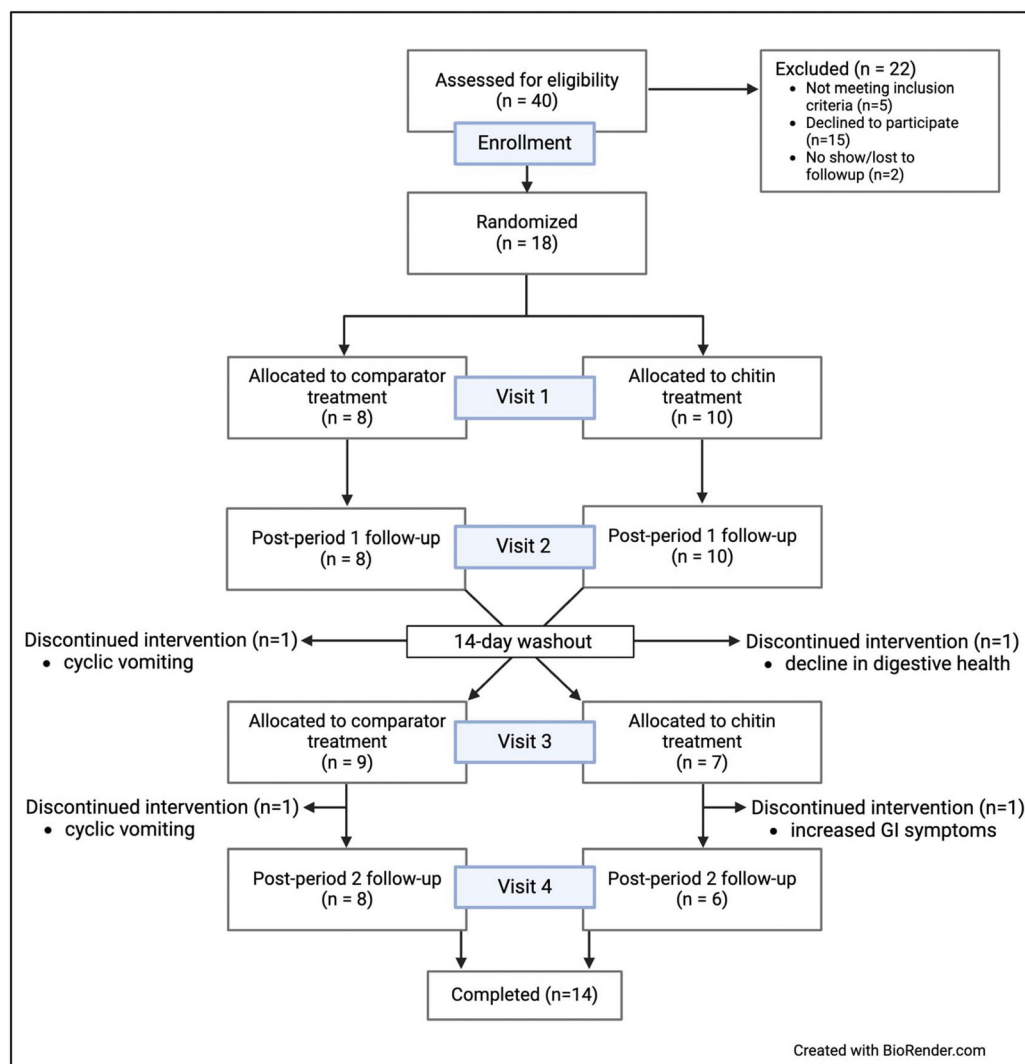 Assessed for eligibility
(n = 40)
Excluded (n = 22)
• Not meeting inclusion
criteria (n=5)
• Declined to participate
(n=15)
• No show/lost to
followup (n=2)
Enrollment
Randomized
(n = 18)
Allocated to comparator
treatment
(n = 8)
Visit 1
Allocated to chitin
treatment
(n = 10)
Post-period 1 follow-up
(n = 8)
Visit 2
Post-period 1 follow-up
(n = 10)
Discontinued intervention (n=1)
• cyclic vomiting
14-day washout
Discontinued intervention (n=1)
• decline in digestive health
Allocated to comparator
treatment
(n = 9)
Visit 3
Allocated to chitin
treatment
(n = 7)
Discontinued intervention (n=1)
• cyclic vomiting
Discontinued intervention (n=1)
• increased GI symptoms
Post-period 2 follow-up
(n = 8)
Visit 4
Post-period 2 follow-up
(n = 6)
Completed (n=14)
Created with BioRender.com